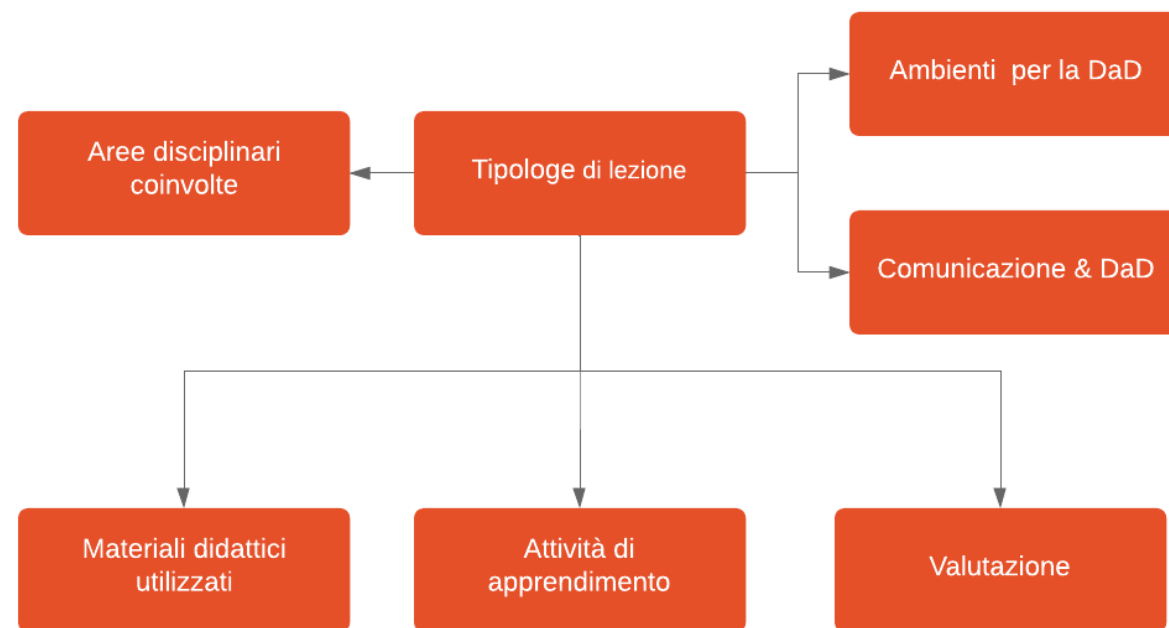 Ambienti per la DaD
Aree disciplinari
coinvolte
Tipologe di lezione
Comunicazione & DaD
Materiali didattici
utilizzati
Attività di
apprendimento
Valutazione